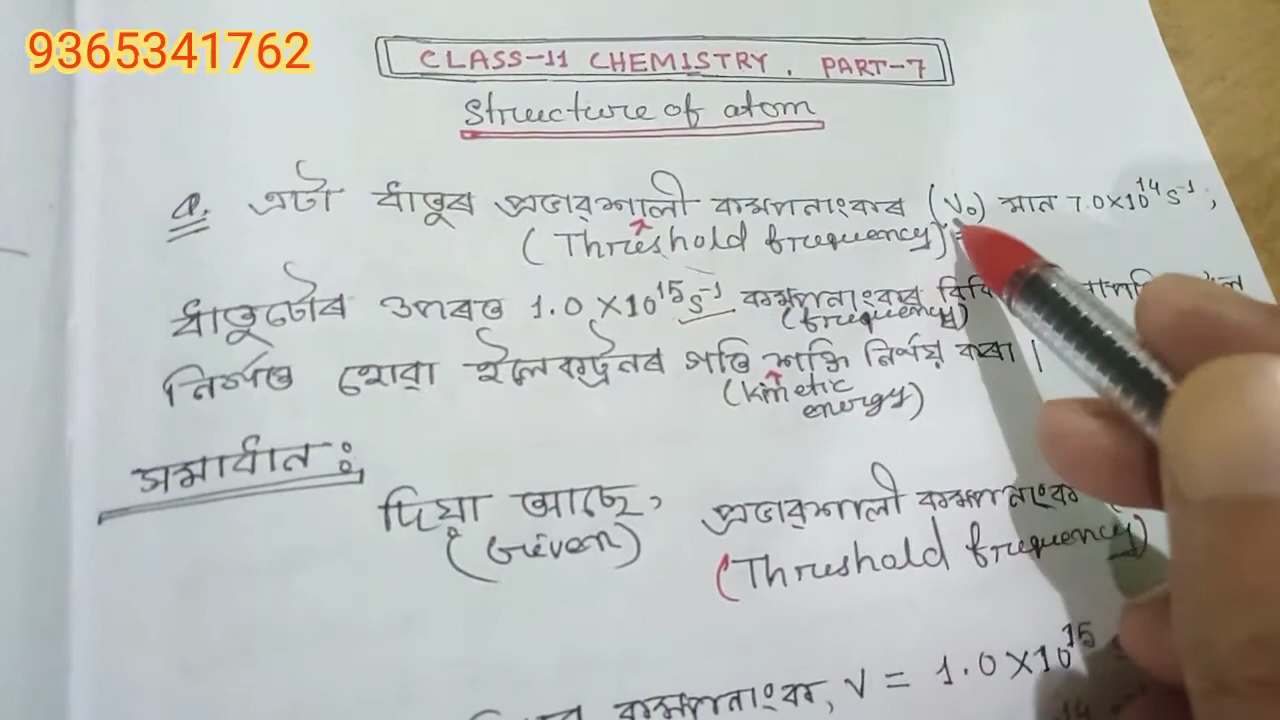 9365341762
CLASS-11 CHEMISTRY. PART-7
Structure of atom
Q. এটা ধাতুৰ প্ৰভাৱশালী কম্পনাংকৰ (V₀) মান 7.0×10¹⁴ s⁻¹;
(Threshold frequency) =
ধাতুটোৰ ওপৰত 1.0 × 10¹⁵ s⁻¹ কম্পনাংকৰ
(frequency)
নিৰ্গত হোৱা ইলেকট্ৰনৰ গতি শক্তি নিৰ্ণয় কৰা।
(kinetic
energy)
সমাধান :
দিয়া আছে, প্ৰভাৱশালী কম্পনাংক
(Given) (Threshold frequency)
কম্পনাংক, V = 1.0×10¹⁵